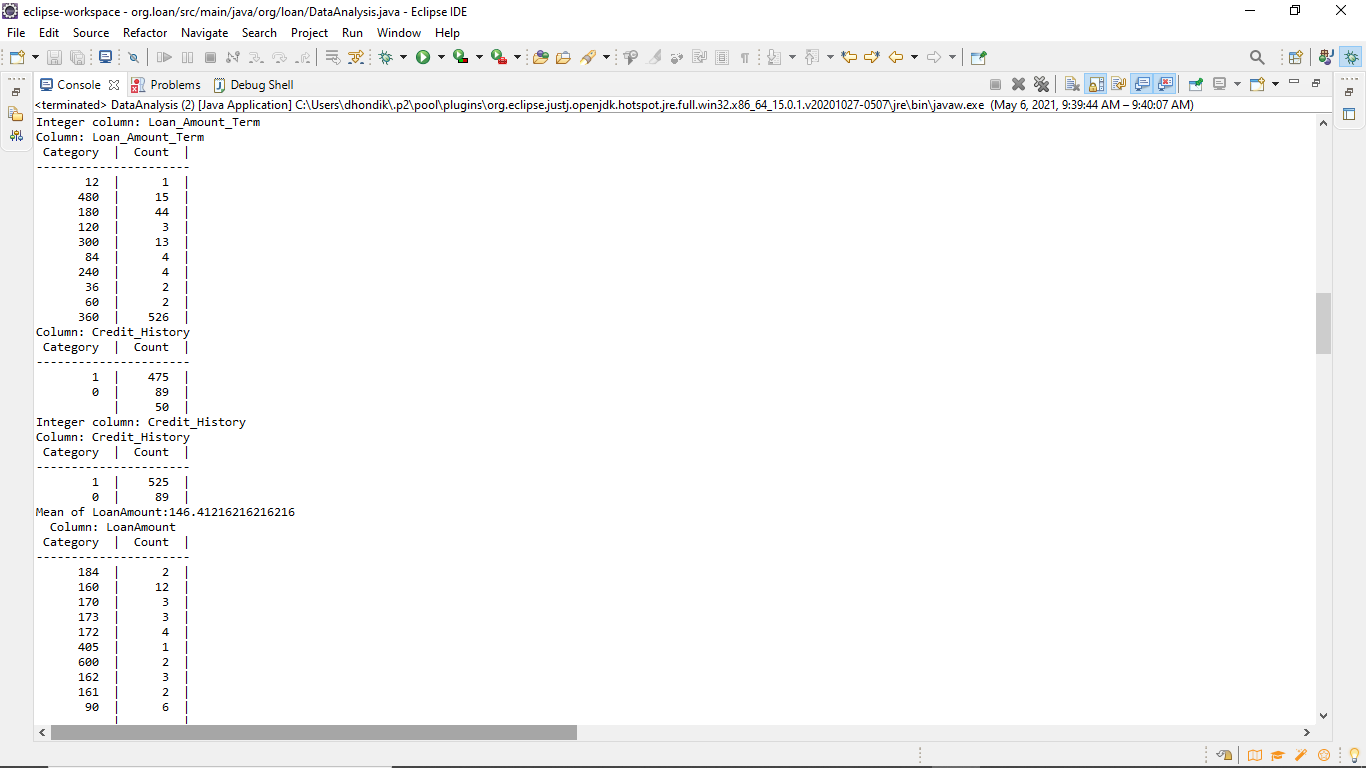 eclipse-workspace - org.loan/src/main/java/org/loan/DataAnalysis.java - Eclipse IDE
File Edit Source Refactor Navigate Search Project Run Window Help
Console Problems Debug Shell
<terminated> DataAnalysis (2) [Java Application] C:\Users\dhondik\.p2\pool\plugins\org.eclipse.justj.openjdk.hotspot.jre.full.win32.x86_64_15.0.1.v20201027-0507\jre\bin\javaw.exe (May 6, 2021, 9:39:44 AM – 9:40:07 AM)
Integer column: Loan_Amount_Term
Column: Loan_Amount_Term
Category | Count |
----------------------
12 | 1 |
480 | 15 |
180 | 44 |
120 | 3 |
300 | 13 |
84 | 4 |
240 | 4 |
36 | 2 |
60 | 2 |
360 | 526 |
Column: Credit_History
Category | Count |
----------------------
1 | 475 |
0 | 89 |
| 50 |
Integer column: Credit_History
Column: Credit_History
Category | Count |
----------------------
1 | 525 |
0 | 89 |
Mean of LoanAmount:146.41216216216216
Column: LoanAmount
Category | Count |
----------------------
184 | 2 |
160 | 12 |
170 | 3 |
173 | 3 |
172 | 4 |
405 | 1 |
600 | 2 |
162 | 3 |
161 | 2 |
90 | 6 |